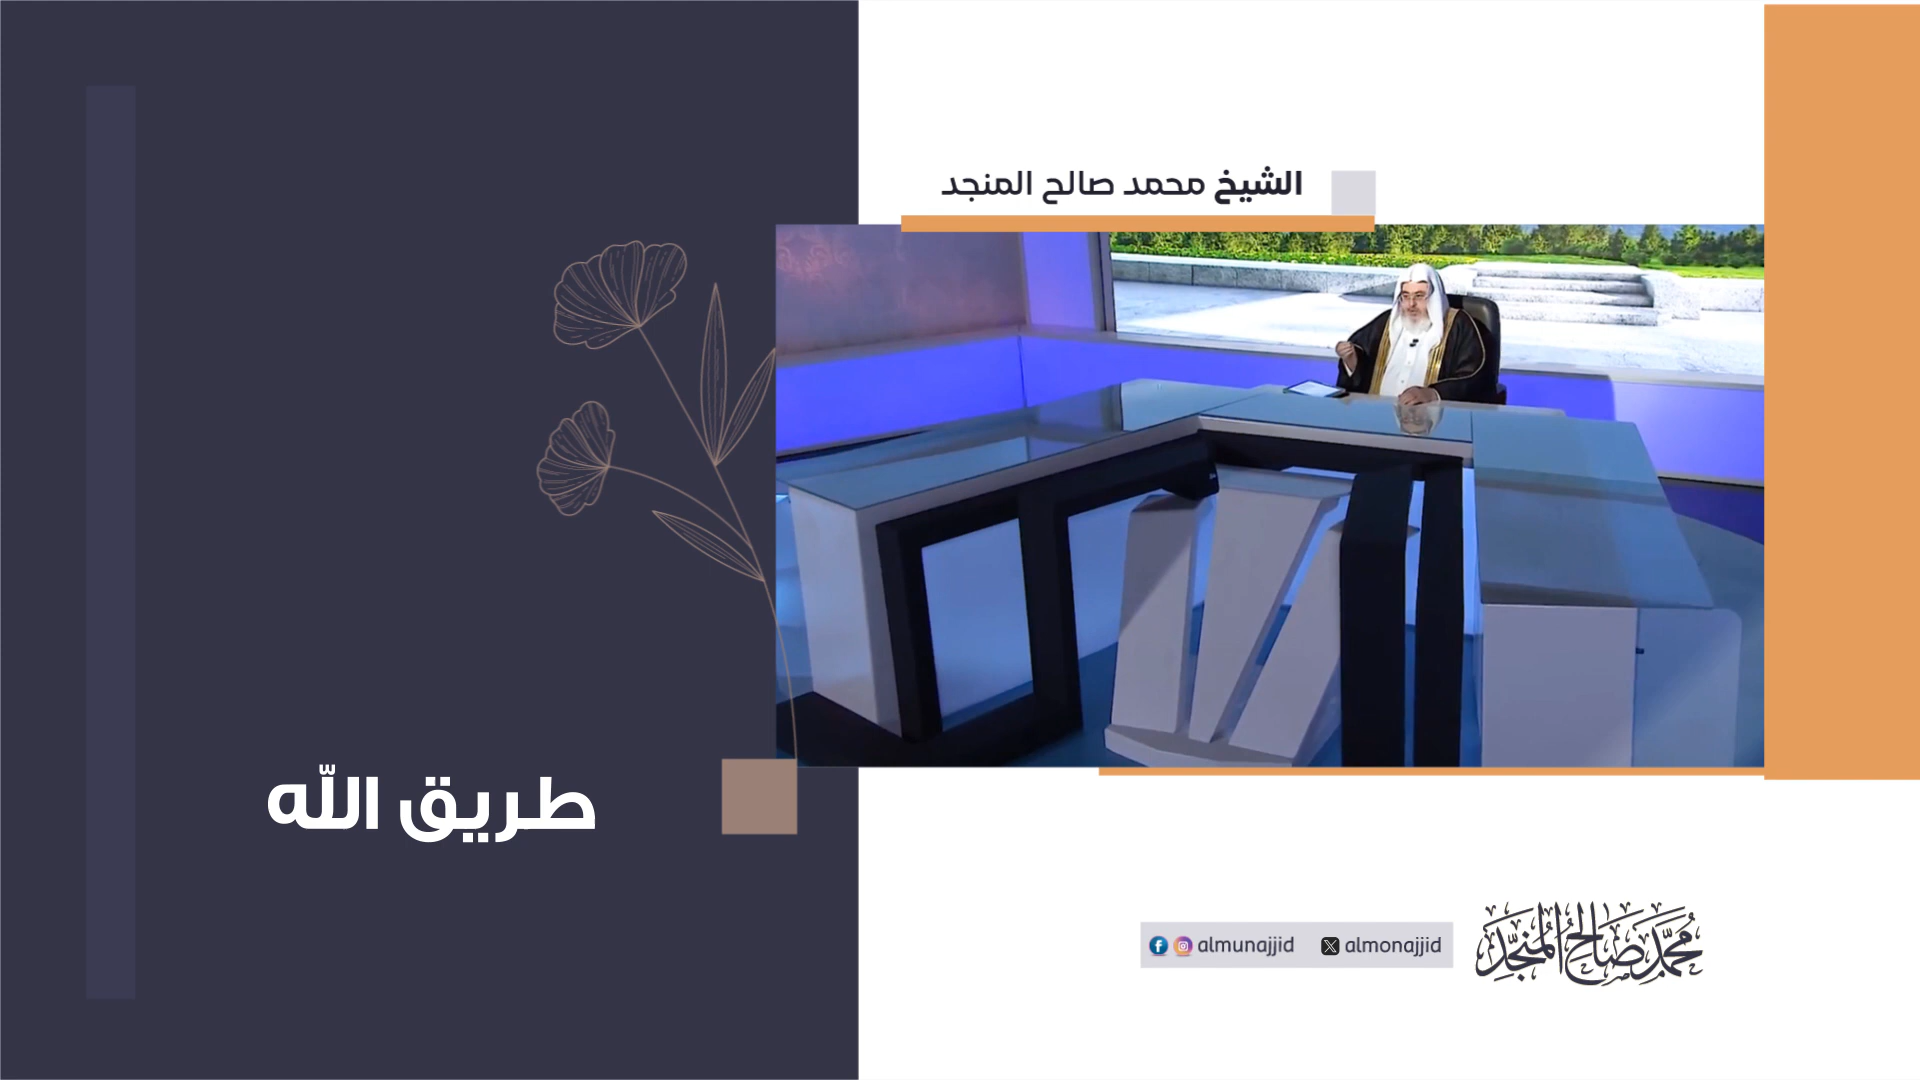 الشيخ محمد صالح المنجد
طريق الله
almunajjid
almonajjid
محمد صالح المنجد